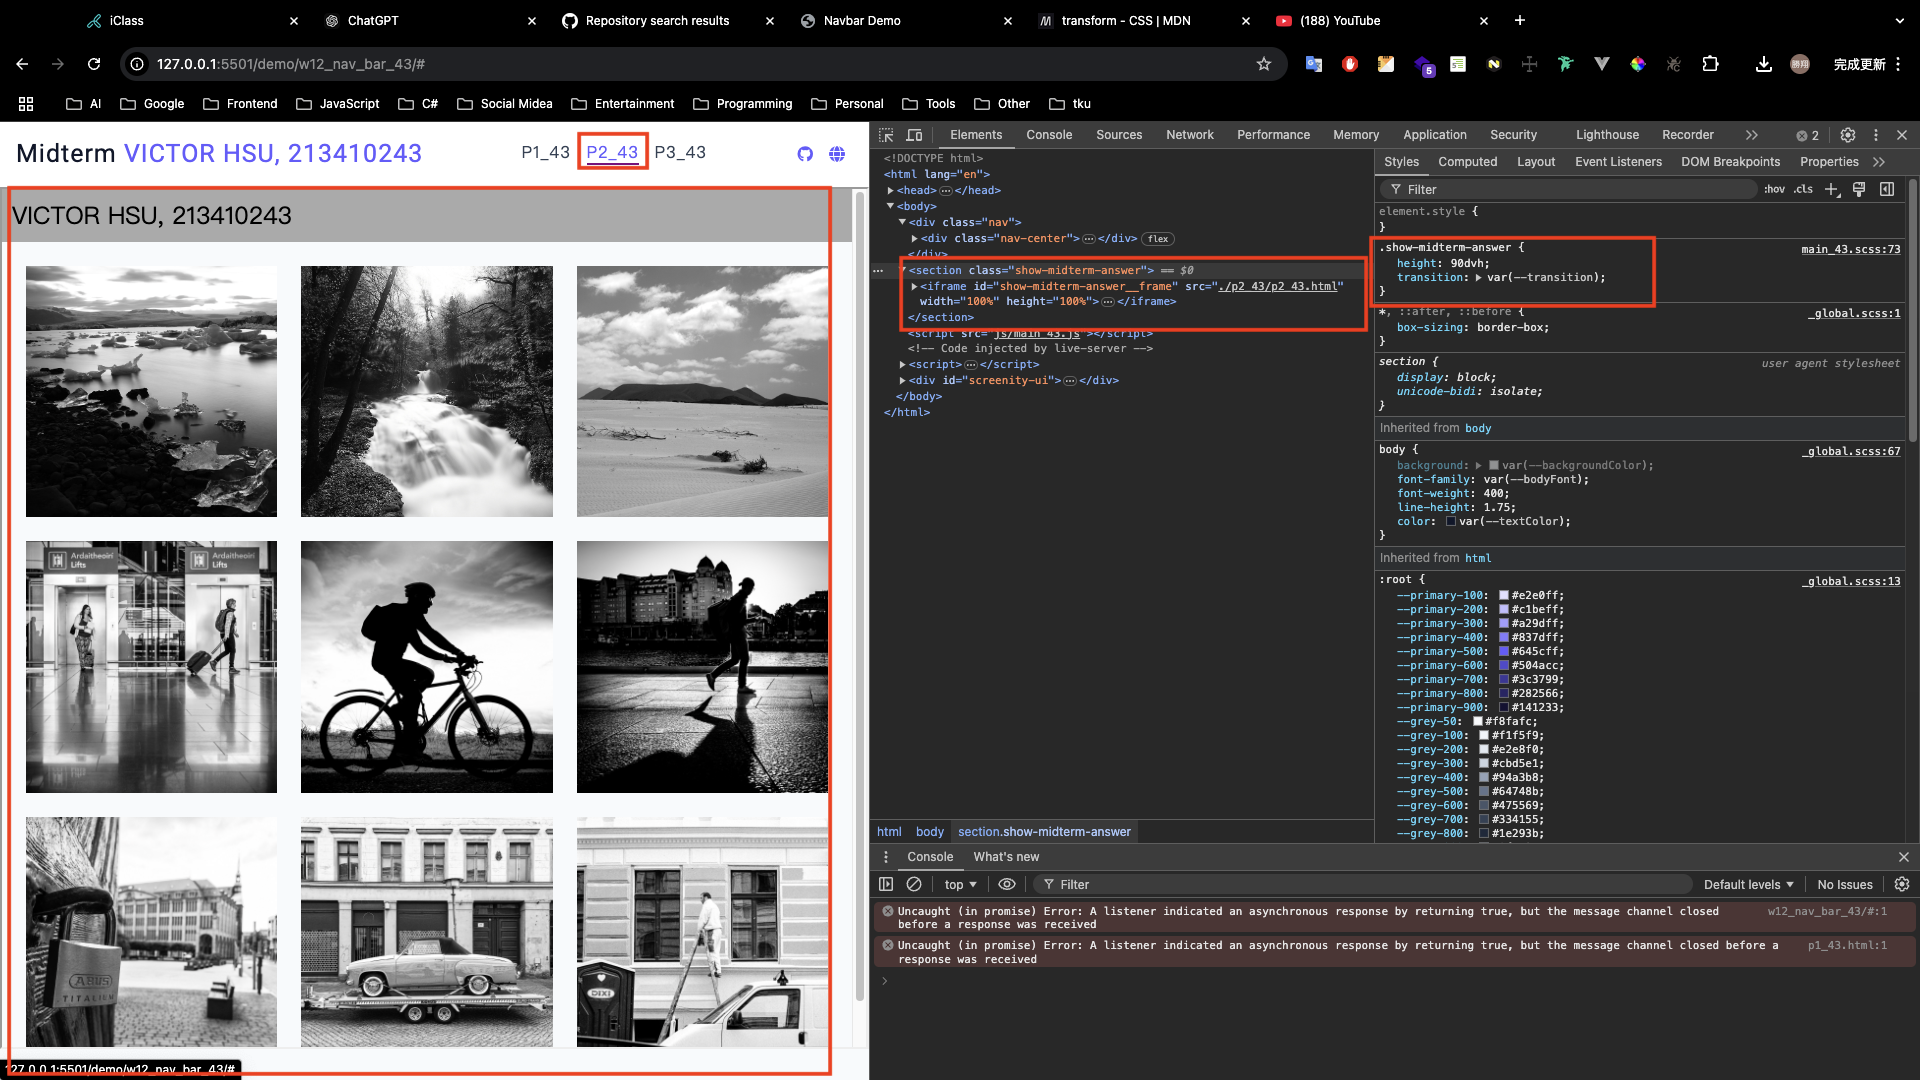 iClass
ChatGPT
Repository search results
Navbar Demo
transform - CSS | MDN
(188) YouTube
127.0.0.1:5501/demo/w12_nav_bar_43/#
5
完成更新
AI Google Frontend JavaScript C# Social Midea Entertainment Programming Personal Tools Other tku
Midterm VICTOR HSU, 213410243
P1_43 P2_43 P3_43
VICTOR HSU, 213410243
Ardaitheoirí
Lifts
Ardaitheoirí
Lifts
ABUS
TITALIUM
DIXI
127.0.0.1:5501/demo/w12_nav_bar_43/#
Elements Console Sources Network Performance Memory Application Security Lighthouse Recorder
2
<!DOCTYPE html>
<html lang="en">
<head> </head>
<body>
<div class="nav">
<div class="nav-center"> </div> flex
</div>
<section class="show-midterm-answer"> == $0
<iframe id="show-midterm-answer__frame" src="./p2_43/p2_43.html"
width="100%" height="100%"> </iframe>
</section>
<script src="js/main_43.js"></script>
<!-- Code injected by live-server -->
<script> </script>
<div id="screenity-ui"> </div>
</body>
</html>
html body section.show-midterm-answer
Styles Computed Layout Event Listeners DOM Breakpoints Properties
Filter :hov .cls
element.style {
}
.show-midterm-answer { main_43.scss:73
height: 90dvh;
transition: var(--transition);
}
*, ::after, ::before { _global.scss:1
box-sizing: border-box;
}
section { user agent stylesheet
display: block;
unicode-bidi: isolate;
}
Inherited from body
body { _global.scss:67
background: var(--backgroundColor);
font-family: var(--bodyFont);
font-weight: 400;
line-height: 1.75;
color: var(--textColor);
}
Inherited from html
:root { _global.scss:13
--primary-100: #e2e0ff;
--primary-200: #c1beff;
--primary-300: #a29dff;
--primary-400: #837dff;
--primary-500: #645cff;
--primary-600: #504acc;
--primary-700: #3c3799;
--primary-800: #282566;
--primary-900: #141233;
--grey-50: #f8fafc;
--grey-100: #f1f5f9;
--grey-200: #e2e8f0;
--grey-300: #cbd5e1;
--grey-400: #94a3b8;
--grey-500: #64748b;
--grey-600: #475569;
--grey-700: #334155;
--grey-800: #1e293b;
Console What's new
top Filter Default levels No Issues
Uncaught (in promise) Error: A listener indicated an asynchronous response by returning true, but the message channel closed w12_nav_bar_43/#:1
before a response was received
Uncaught (in promise) Error: A listener indicated an asynchronous response by returning true, but the message channel closed before a p1_43.html:1
response was received